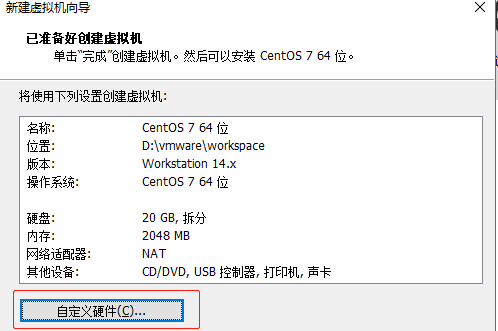 新建虚拟机向导
已准备好创建虚拟机
单击“完成”创建虚拟机。然后可以安装 CentOS 7 64 位。
将使用下列设置创建虚拟机:
名称: CentOS 7 64 位
位置: D:\vmware\workspace
版本: Workstation 14.x
操作系统: CentOS 7 64 位
硬盘: 20 GB, 拆分
内存: 2048 MB
网络适配器: NAT
其他设备: CD/DVD, USB 控制器, 打印机, 声卡
自定义硬件(C)...